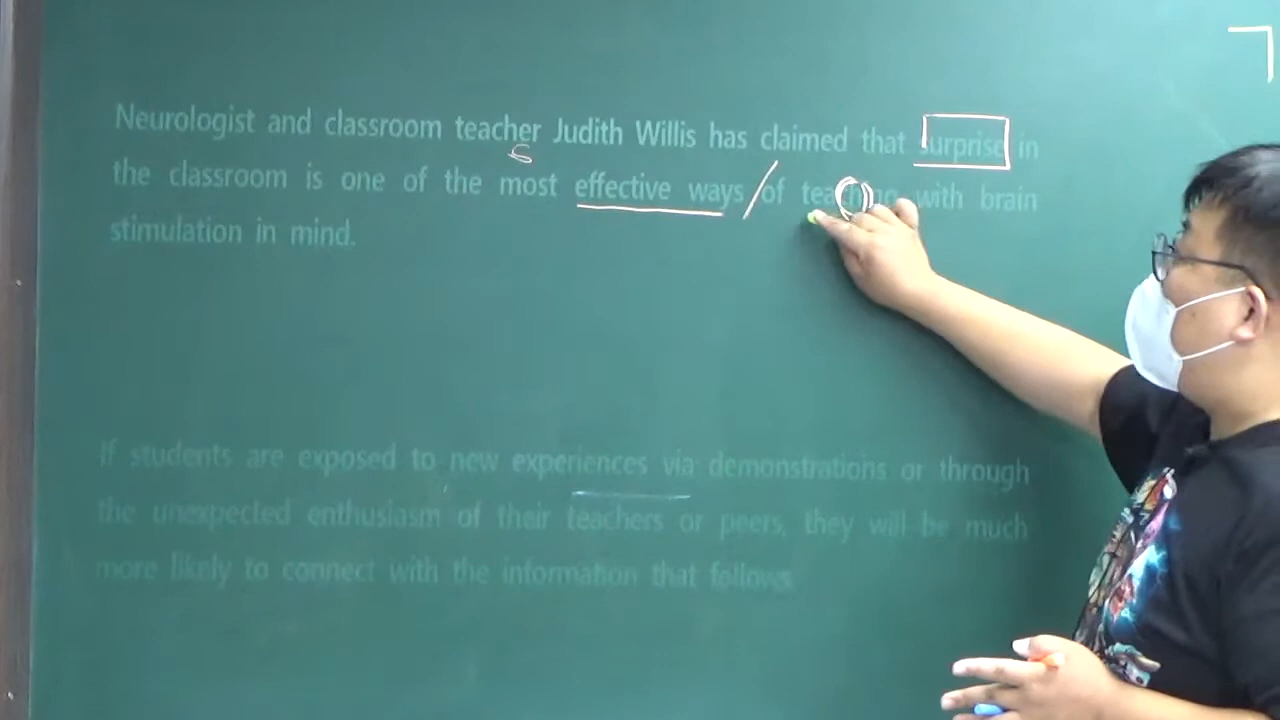 Neurologist and classroom teacher Judith Willis has claimed that surprise in
the classroom is one of the most effective ways of teaching with brain
stimulation in mind.
If students are exposed to new experiences via demonstrations or through
the unexpected enthusiasm of their teachers or peers, they will be much
more likely to connect with the information that follows.